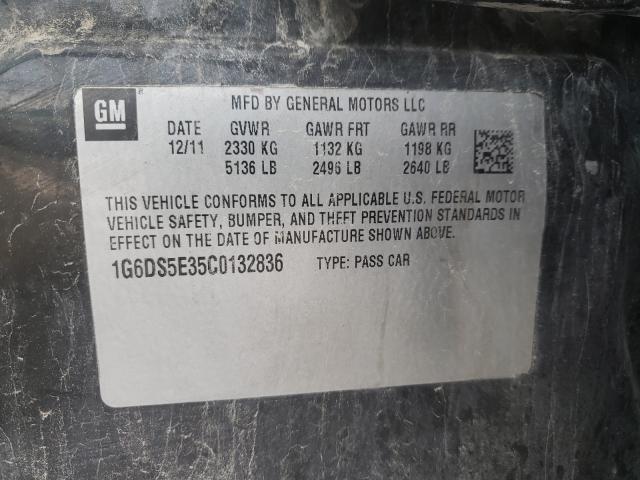 GM
MFD BY GENERAL MOTORS LLC
DATE GVWR GAWR FRT GAWR RR
12/11 2330 KG 1132 KG 1198 KG
5136 LB 2496 LB 2640 LB
THIS VEHICLE CONFORMS TO ALL APPLICABLE U.S. FEDERAL MOTOR
VEHICLE SAFETY, BUMPER, AND THEFT PREVENTION STANDARDS IN
EFFECT ON THE DATE OF MANUFACTURE SHOWN ABOVE.
1G6DS5E35C0132836 TYPE: PASS CAR